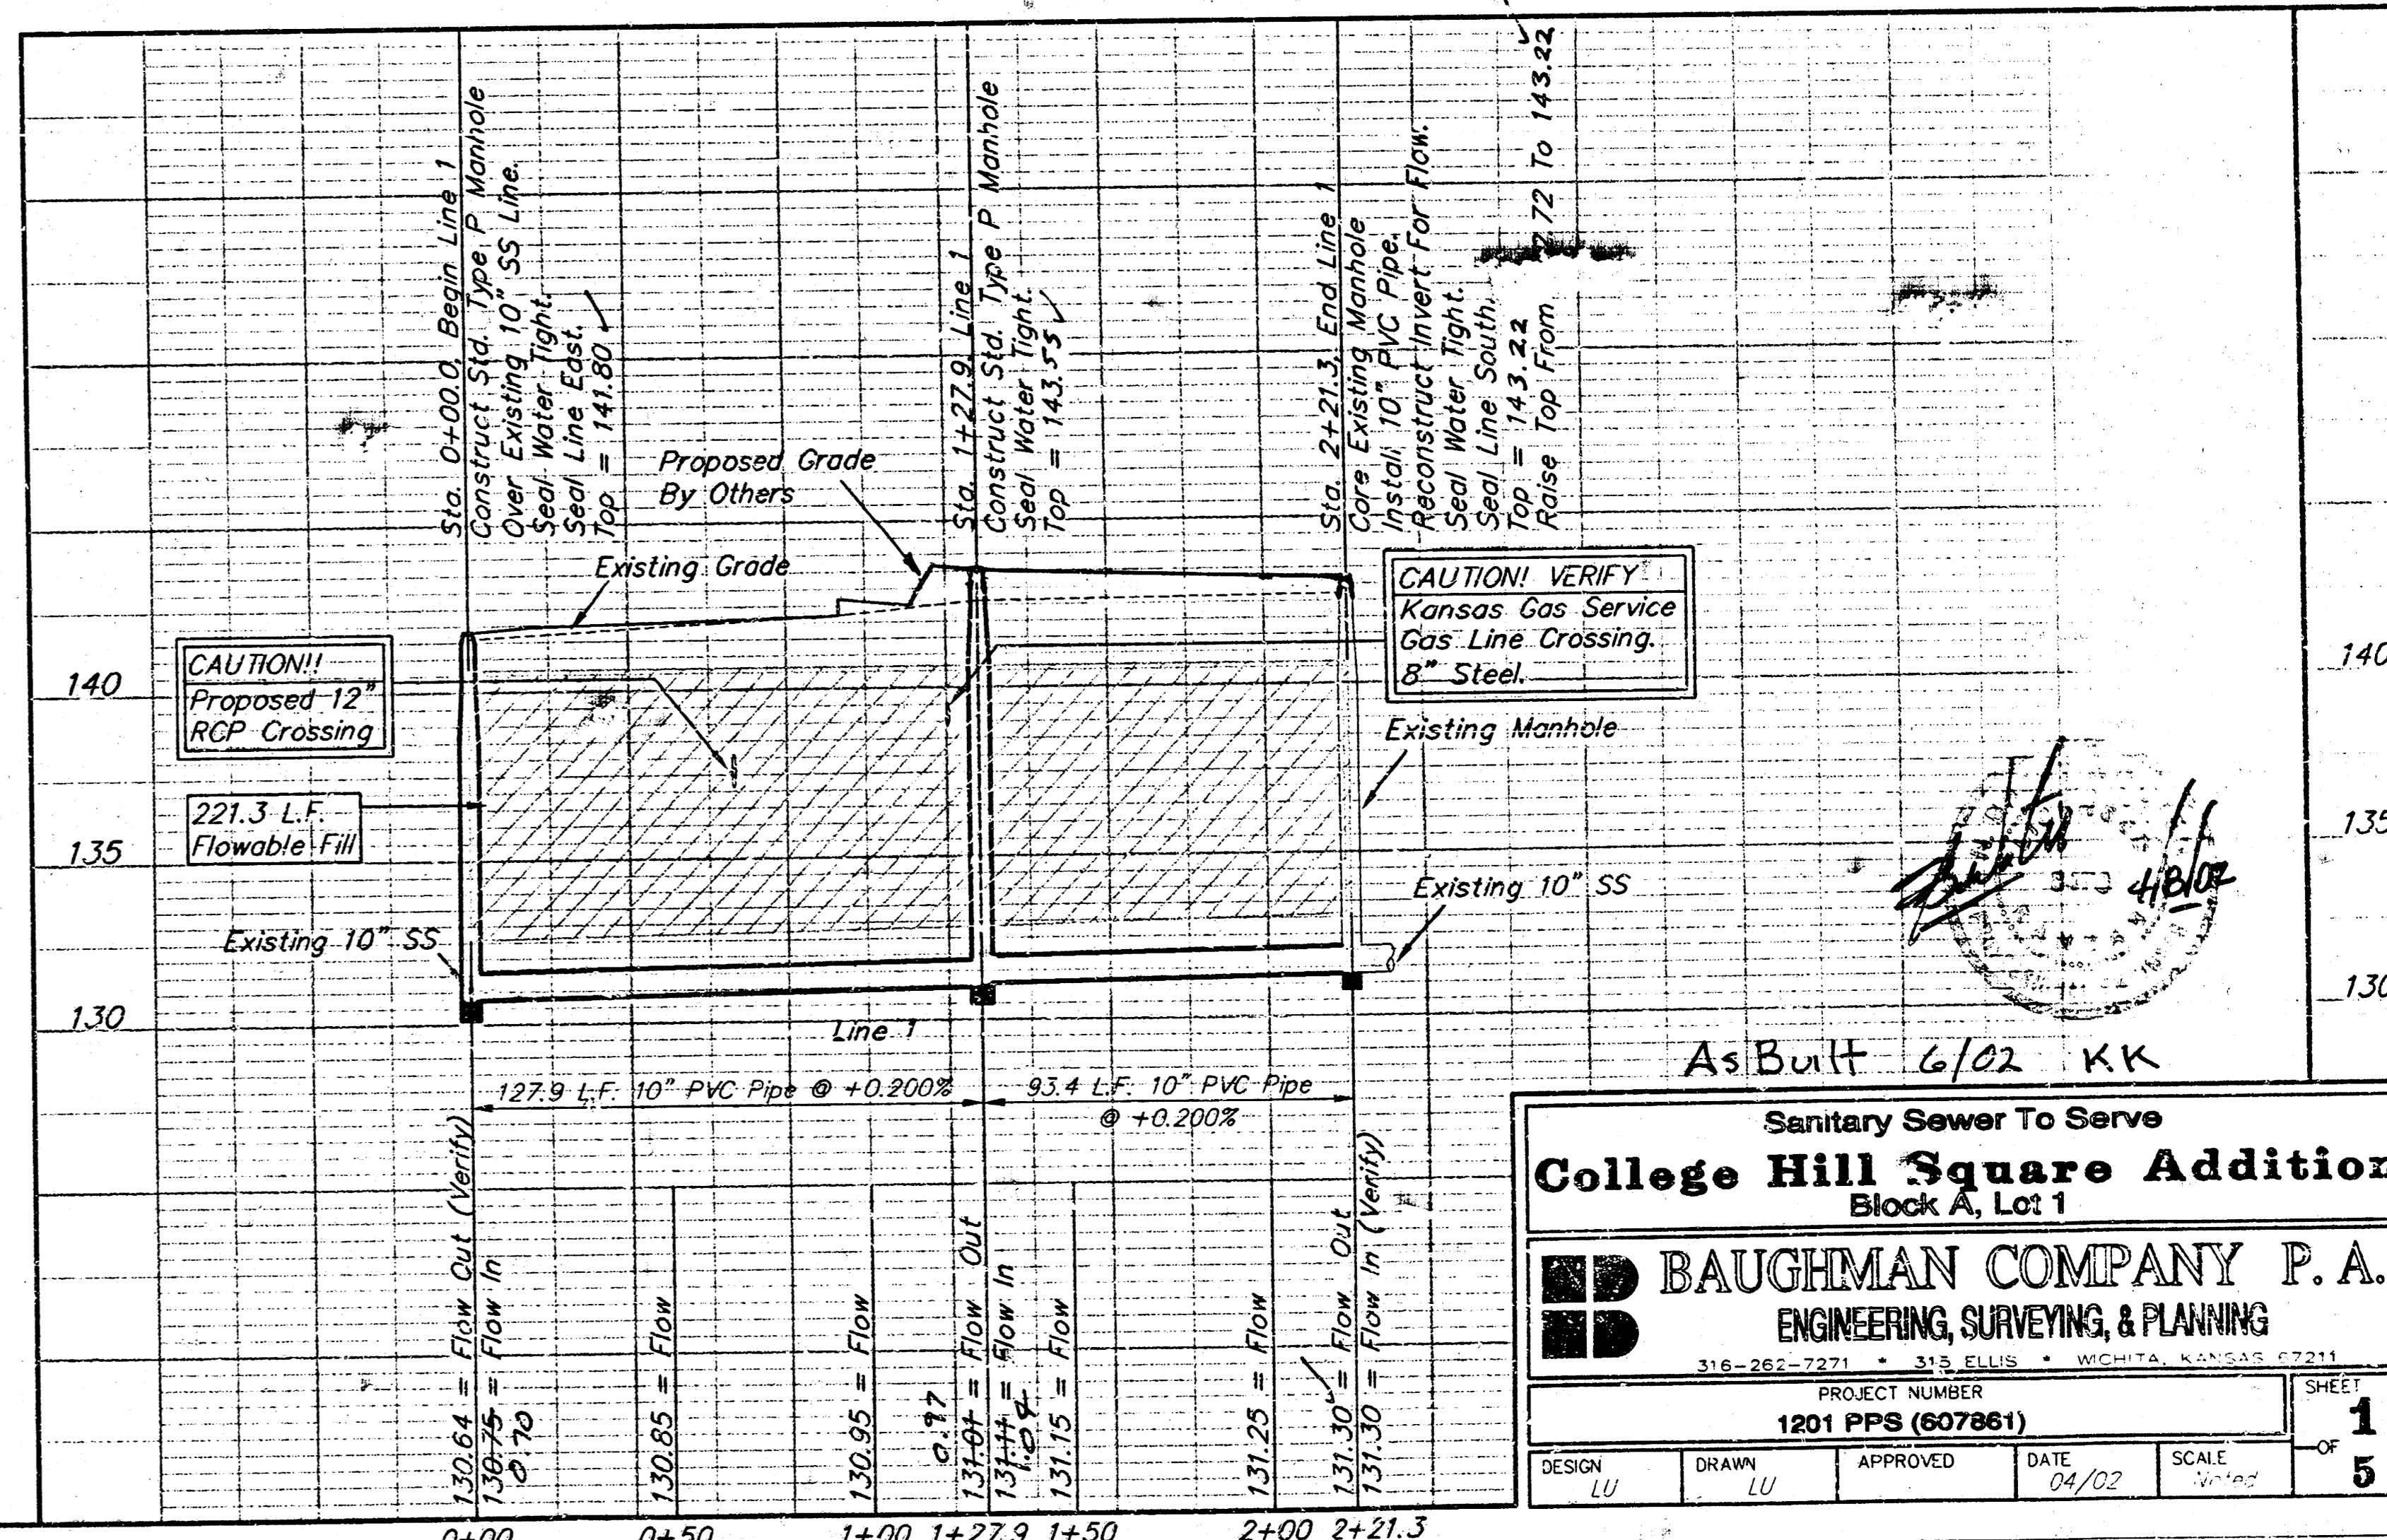 Sta. 0+00.0, Begin Line 1
Construct Std. Type P Manhole
Over Existing 10" SS Line.
Seal Water Tight.
Seal Line East.
Top = 141.80 ✓
Sta. 1+27.9, Line 1
Construct Std. Type P Manhole
Seal Water Tight.
Top = 143.55 ✓
Sta. 2+21.3, End Line 1
Core Existing Manhole
Install 10" PVC Pipe.
Reconstruct Invert For Flow.
Seal Water Tight.
Seal Line South.
Top = 143.22
Raise Top From 2.72 To 143.22 ✓
Proposed Grade
By Others
Existing Grade
CAUTION!!
Proposed 12"
RCP Crossing
CAUTION! VERIFY
Kansas Gas Service
Gas Line Crossing.
8" Steel.
Existing Manhole
221.3 L.F.
Flowable Fill
Existing 10" SS
Existing 10" SS
140
135
130
140
135
130
4/8/02
Line 1
As Built 6/02 KK
127.9 L.F. 10" PVC Pipe @ +0.200%
93.4 L.F. 10" PVC Pipe
@ +0.200%
130.64 = Flow Out (Verify)
130.75 = Flow In
0.70
130.85 = Flow
130.95 = Flow
0.97
131.01 = Flow Out
131.11 = Flow In
1.04
131.15 = Flow
131.25 = Flow
131.30 ✓ = Flow Out
131.30 = Flow In (Verify)
0+00 0+50 1+00 1+27.9 1+50 2+00 2+21.3
Sanitary Sewer To Serve
College Hill Square Addition
Block A, Lot 1
BAUGHMAN COMPANY P. A.
ENGINEERING, SURVEYING, & PLANNING
316-262-7271 * 315 ELLIS * WICHITA, KANSAS 67211
PROJECT NUMBER
1201 PPS (607861)
SHEET
1
OF
5
DESIGN
LU
DRAWN
LU
APPROVED
DATE
04/02
SCALE
Noted